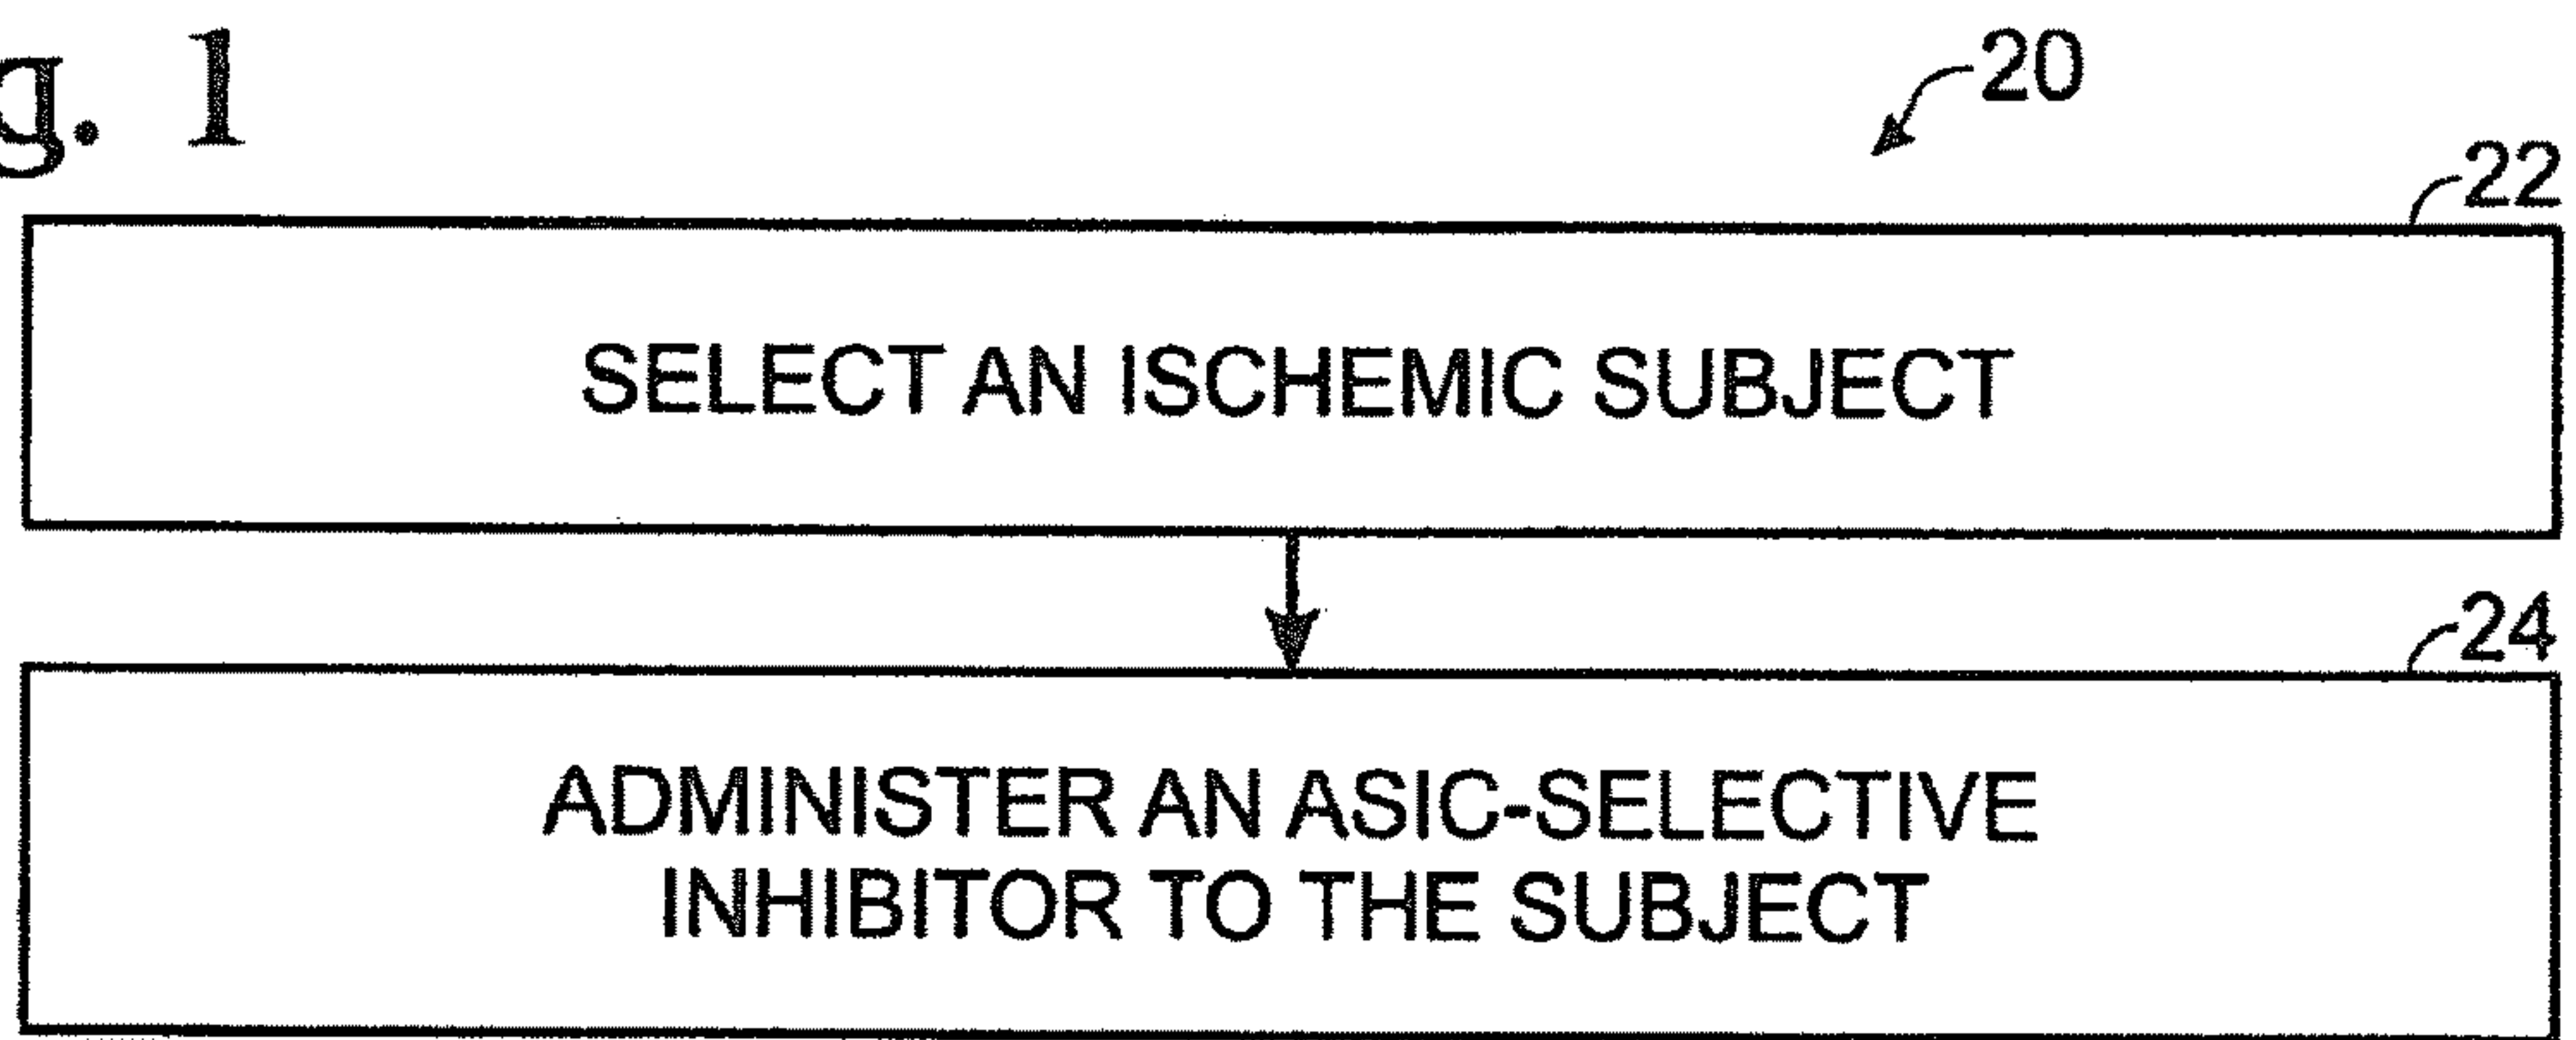 g. 1
20
22
SELECT AN ISCHEMIC SUBJECT
24
ADMINISTER AN ASIC-SELECTIVE
INHIBITOR TO THE SUBJECT